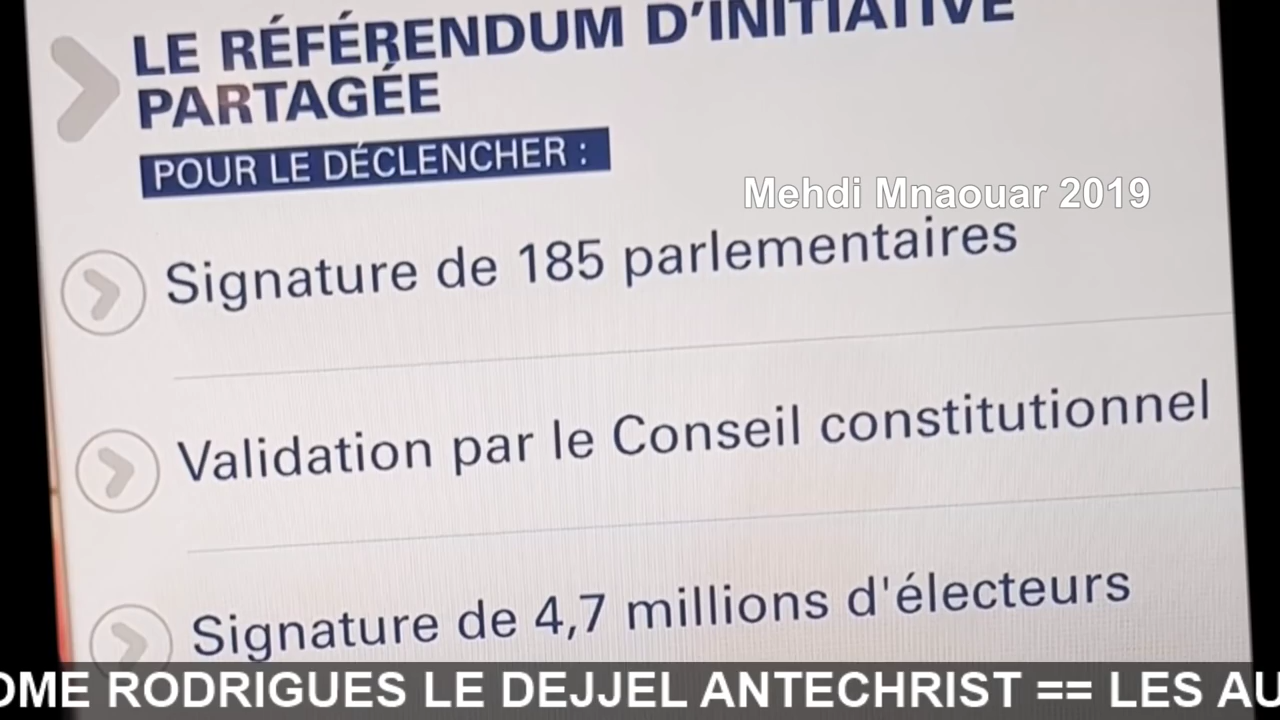 LE RÉFÉRENDUM D'INITIATIVE
PARTAGÉE
POUR LE DÉCLENCHER :
Mehdi Mnaouar 2019
Signature de 185 parlementaires
Validation par le Conseil constitutionnel
Signature de 4,7 millions d'électeurs
RODRIGUES LE DEJJEL ANTECHRIST == LES